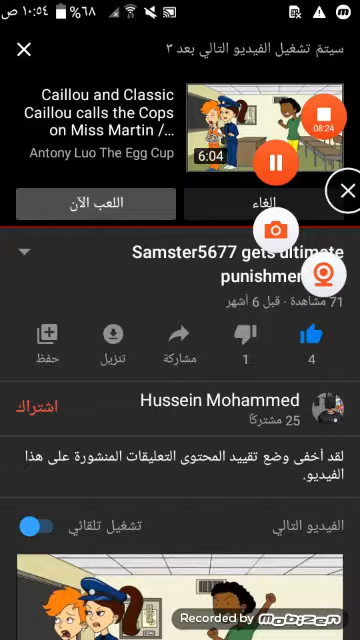 ١٠:٥٤ ص ٦٨%
سيتمّ تشغيل الفيديو التالي بعد ٣
Caillou and Classic
Caillou calls the Cops
on Miss Martin /…
Antony Luo The Egg Cup
6:04
08:24
اللعب الآن
إلغاء
Samster5677 gets ultimate
punishme
71 مشاهدة · قبل 6 أشهر
4
1
مشاركة
تنزيل
حفظ
Hussein Mohammed
25 مشتركًا
اشتراك
لقد أخفى وضع تقييد المحتوى التعليقات المنشورة على هذا
الفيديو.
الفيديو التالي
تشغيل تلقائي
Recorded by mobizen